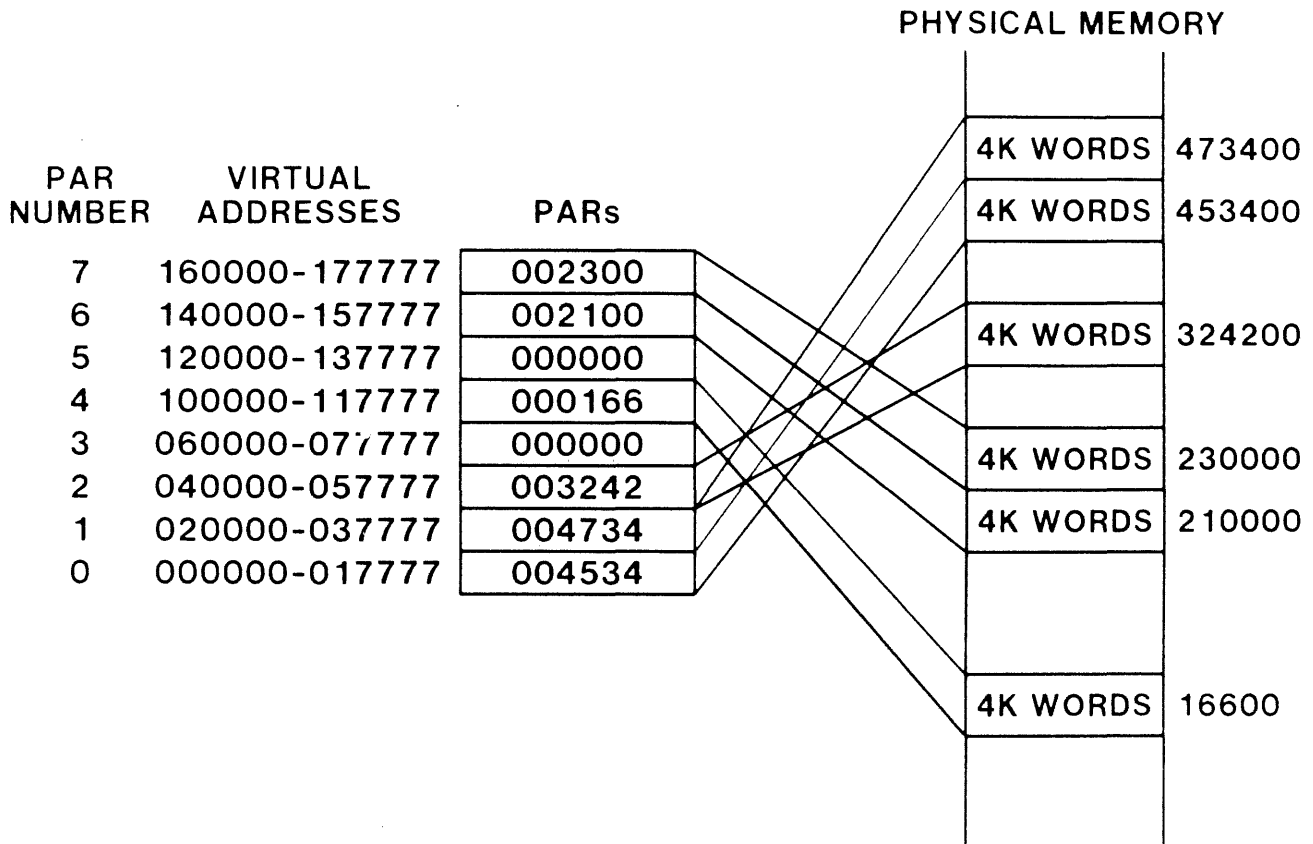 PHYSICAL MEMORY
4K WORDS 473400
PAR NUMBER VIRTUAL ADDRESSES PARs
4K WORDS 453400
7 160000-177777 002300
6 140000-157777 002100
4K WORDS 324200
5 120000-137777 000000
4 100000-117777 000166
3 060000-077777 000000
4K WORDS 230000
2 040000-057777 003242
1 020000-037777 004734
4K WORDS 210000
0 000000-017777 004534
4K WORDS 16600